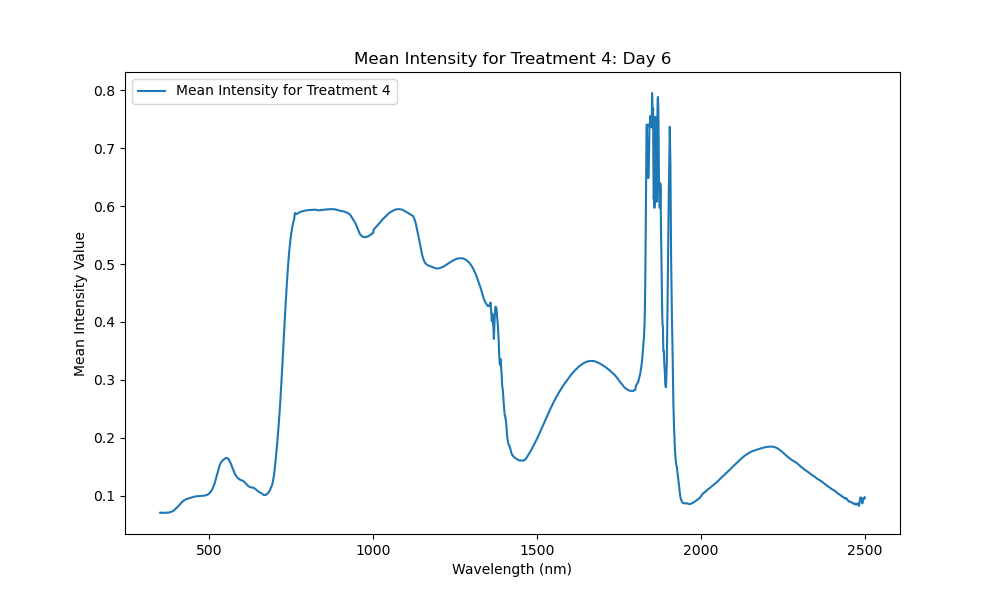 Mean Intensity for Treatment 4: Day 6
Mean Intensity for Treatment 4
0.8
0.7
0.6
0.5
0.4
0.3
0.2
0.1
Mean Intensity Value
500 1000 1500 2000 2500
Wavelength (nm)